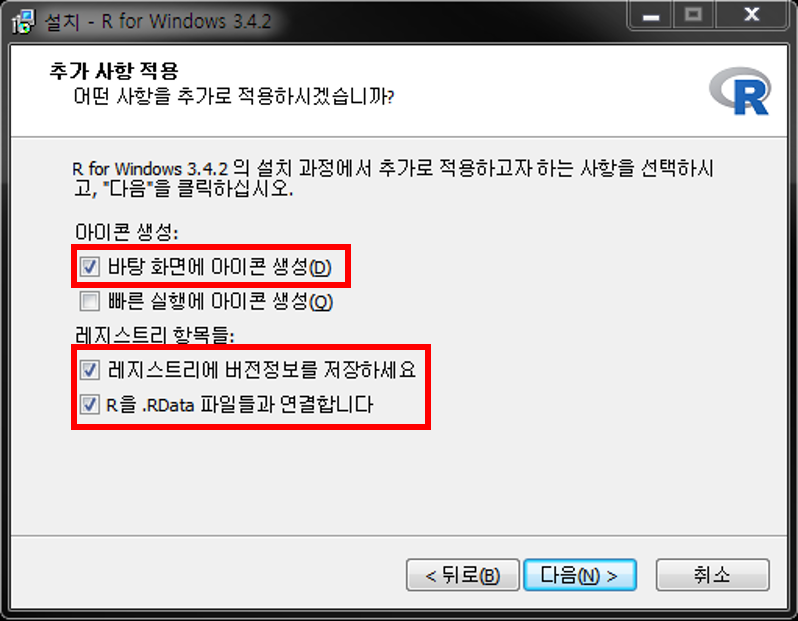 설치 - R for Windows 3.4.2
추가 사항 적용
어떤 사항을 추가로 적용하시겠습니까?
R
R for Windows 3.4.2 의 설치 과정에서 추가로 적용하고자 하는 사항을 선택하시
고, "다음"을 클릭하십시오.
아이콘 생성:
바탕 화면에 아이콘 생성(D)
빠른 실행에 아이콘 생성(Q)
레지스트리 항목들:
레지스트리에 버전정보를 저장하세요
R을 .RData 파일들과 연결합니다
< 뒤로(B) 다음(N) > 취소